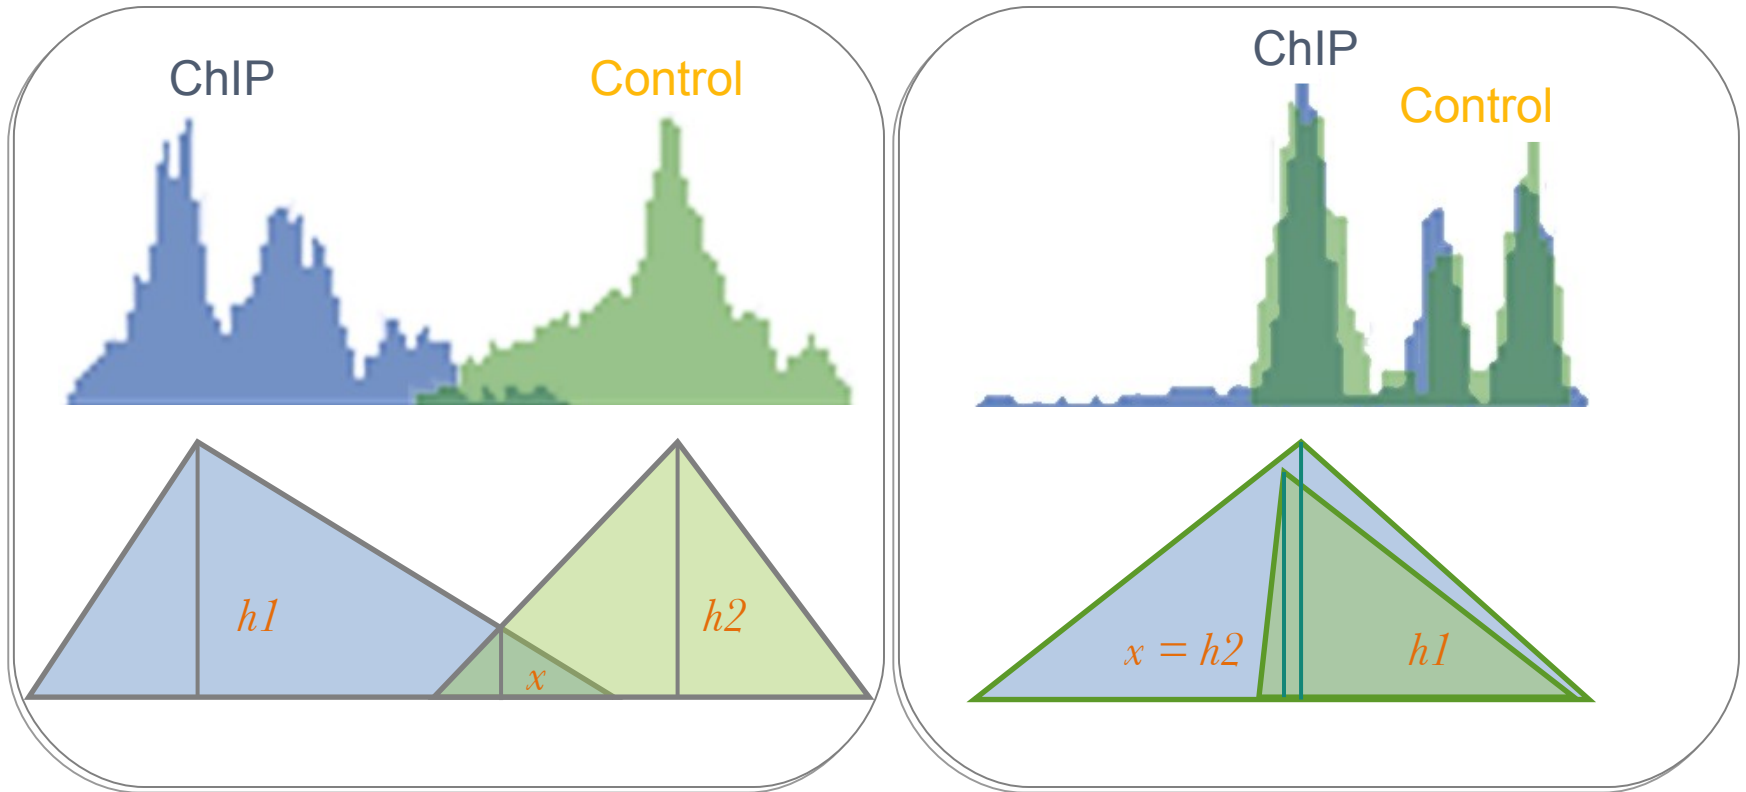 ChIP
Control
h1
h2
x
ChIP
Control
x = h2
h1